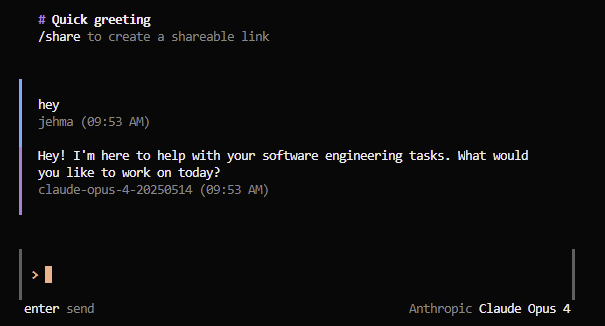 # Quick greeting
/share to create a shareable link
hey
jehma (09:53 AM)
Hey! I'm here to help with your software engineering tasks. What would
you like to work on today?
claude-opus-4-20250514 (09:53 AM)
>
enter send
Anthropic Claude Opus 4